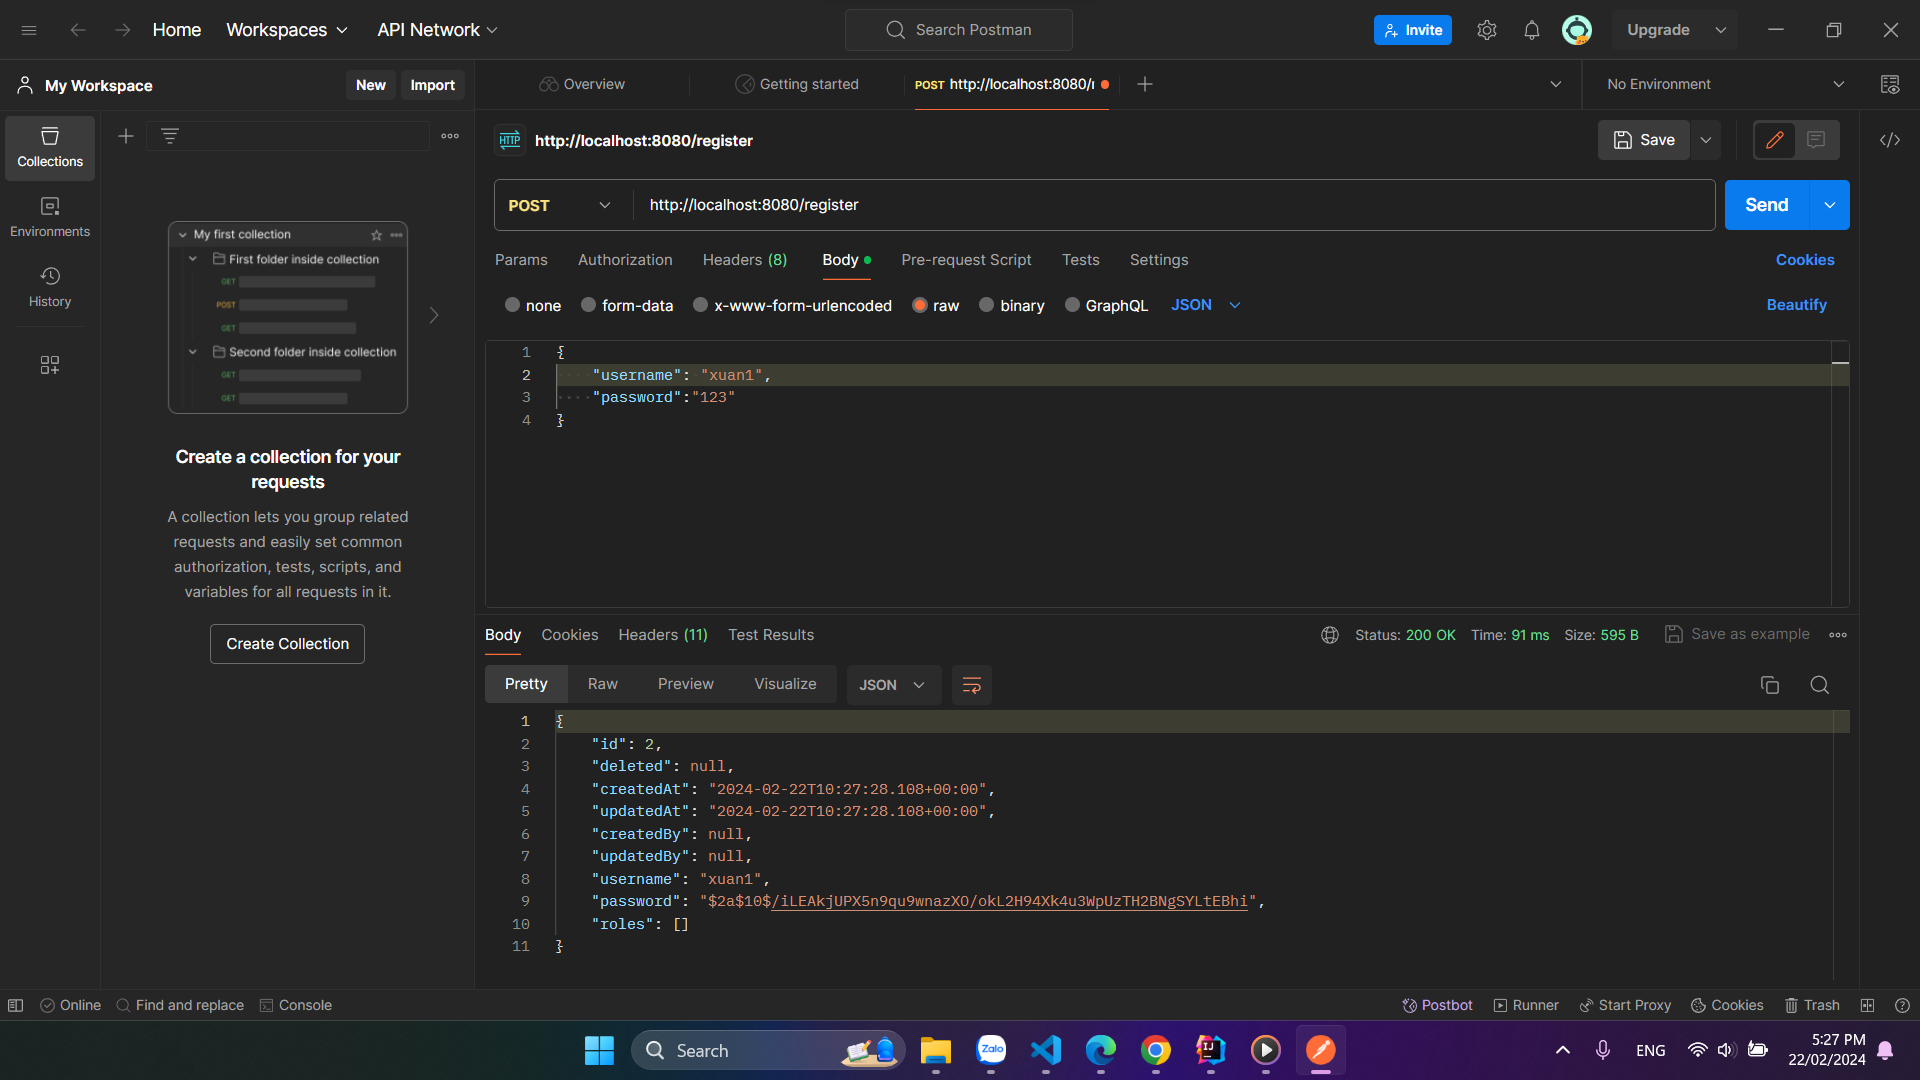 Home
Workspaces
API Network
Search Postman
Invite
Upgrade
My Workspace
New
Import
Overview
Getting started
POST http://localhost:8080/r
No Environment
Collections
Environments
History
HTTP http://localhost:8080/register
Save
POST
http://localhost:8080/register
Send
Params
Authorization
Headers (8)
Body
Pre-request Script
Tests
Settings
Cookies
none
form-data
x-www-form-urlencoded
raw
binary
GraphQL
JSON
Beautify
My first collection
First folder inside collection
GET
POST
GET
Second folder inside collection
GET
GET
Create a collection for your
requests
A collection lets you group related
requests and easily set common
authorization, tests, scripts, and
variables for all requests in it.
Create Collection
1 {
2 "username": "xuan1",
3 "password":"123"
4 }
Body
Cookies
Headers (11)
Test Results
Status: 200 OK
Time: 91 ms
Size: 595 B
Save as example
Pretty
Raw
Preview
Visualize
JSON
1 {
2 "id": 2,
3 "deleted": null,
4 "createdAt": "2024-02-22T10:27:28.108+00:00",
5 "updatedAt": "2024-02-22T10:27:28.108+00:00",
6 "createdBy": null,
7 "updatedBy": null,
8 "username": "xuan1",
9 "password": "$2a$10$/iLEAkjUPX5n9qu9wnazXO/okL2H94Xk4u3WpUzTH2BNgSYLtEBhi",
10 "roles": []
11 }
Online
Find and replace
Console
Postbot
Runner
Start Proxy
Cookies
Trash
Search
Zalo
IJ
ENG
5:27 PM
22/02/2024